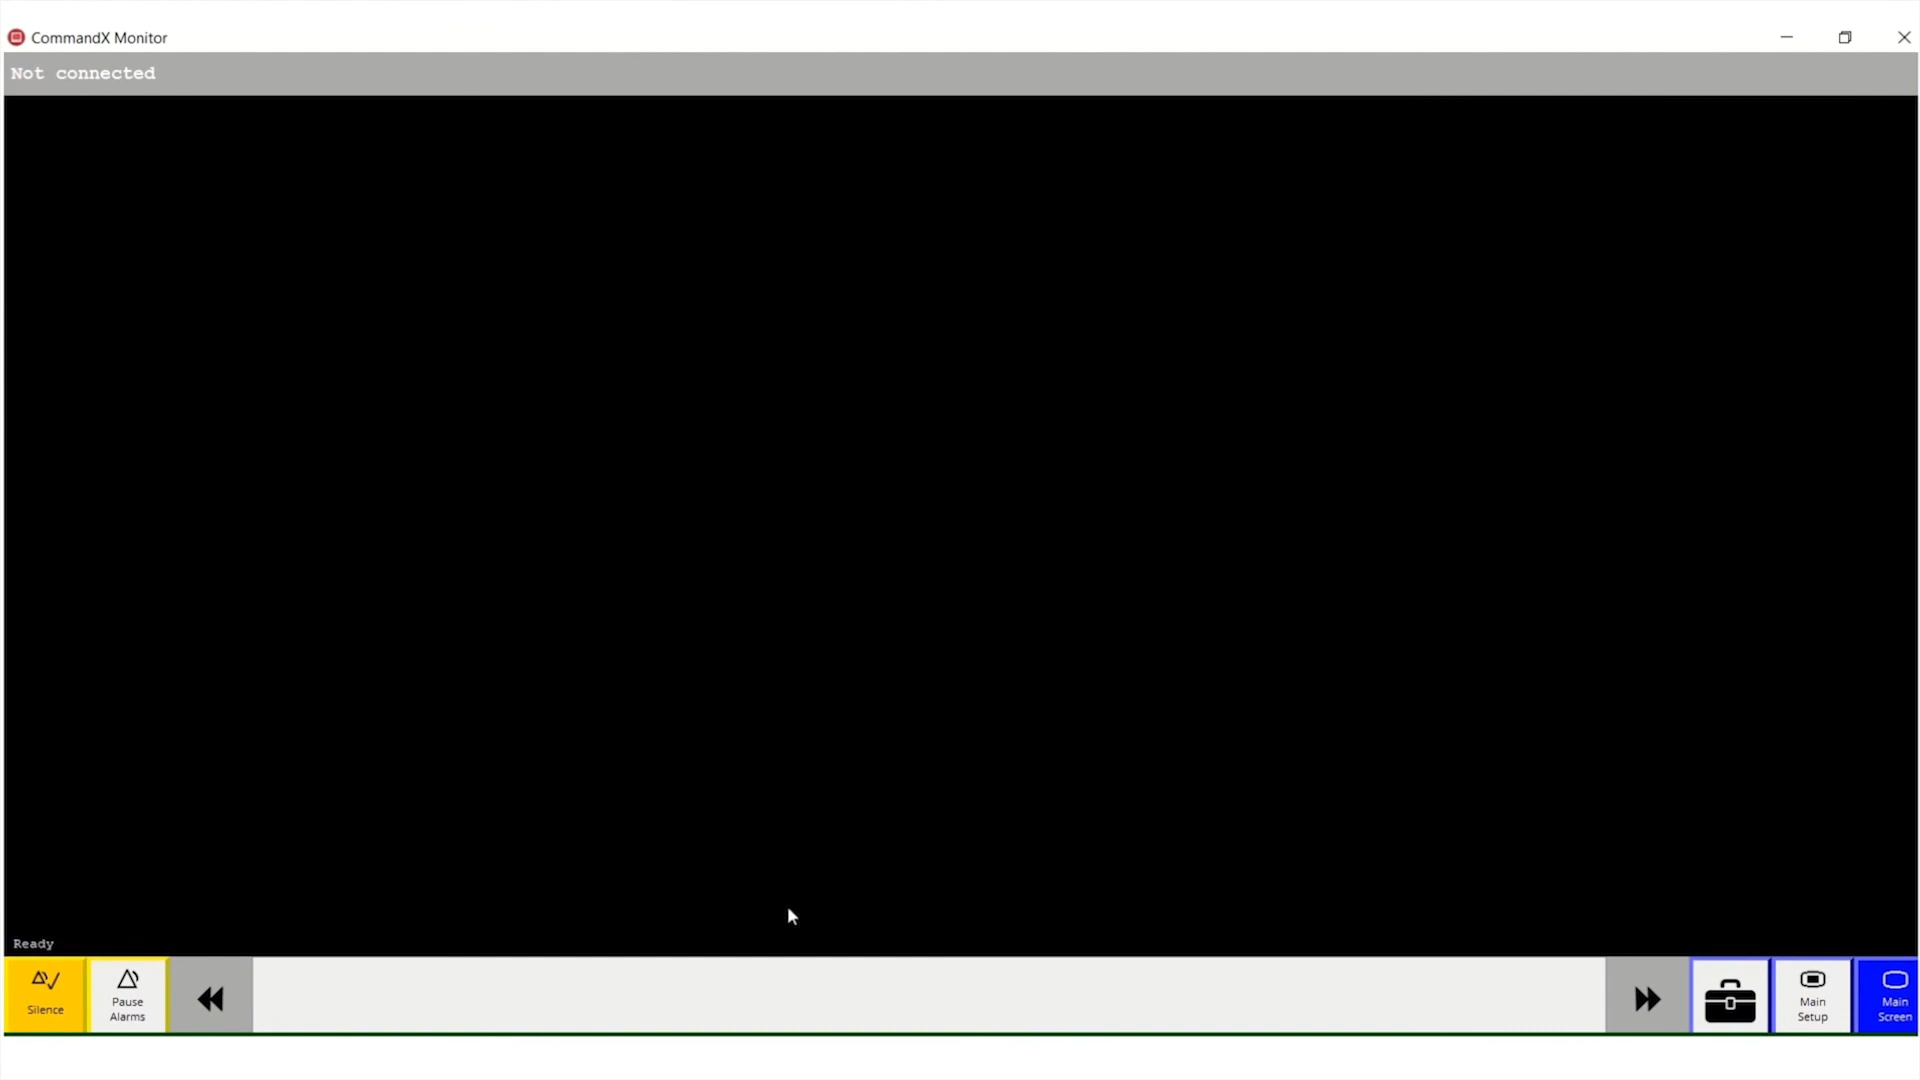 CommandX Monitor
Not connected
Ready
Silence
Pause
Alarms
Main
Setup
Main
Screen